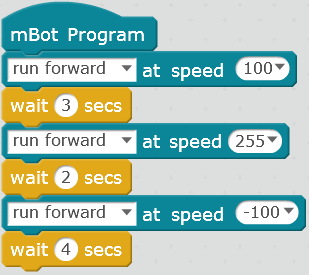 mBot Program
run forward at speed 100
wait 3 secs
run forward at speed 255
wait 2 secs
run forward at speed -100
wait 4 secs